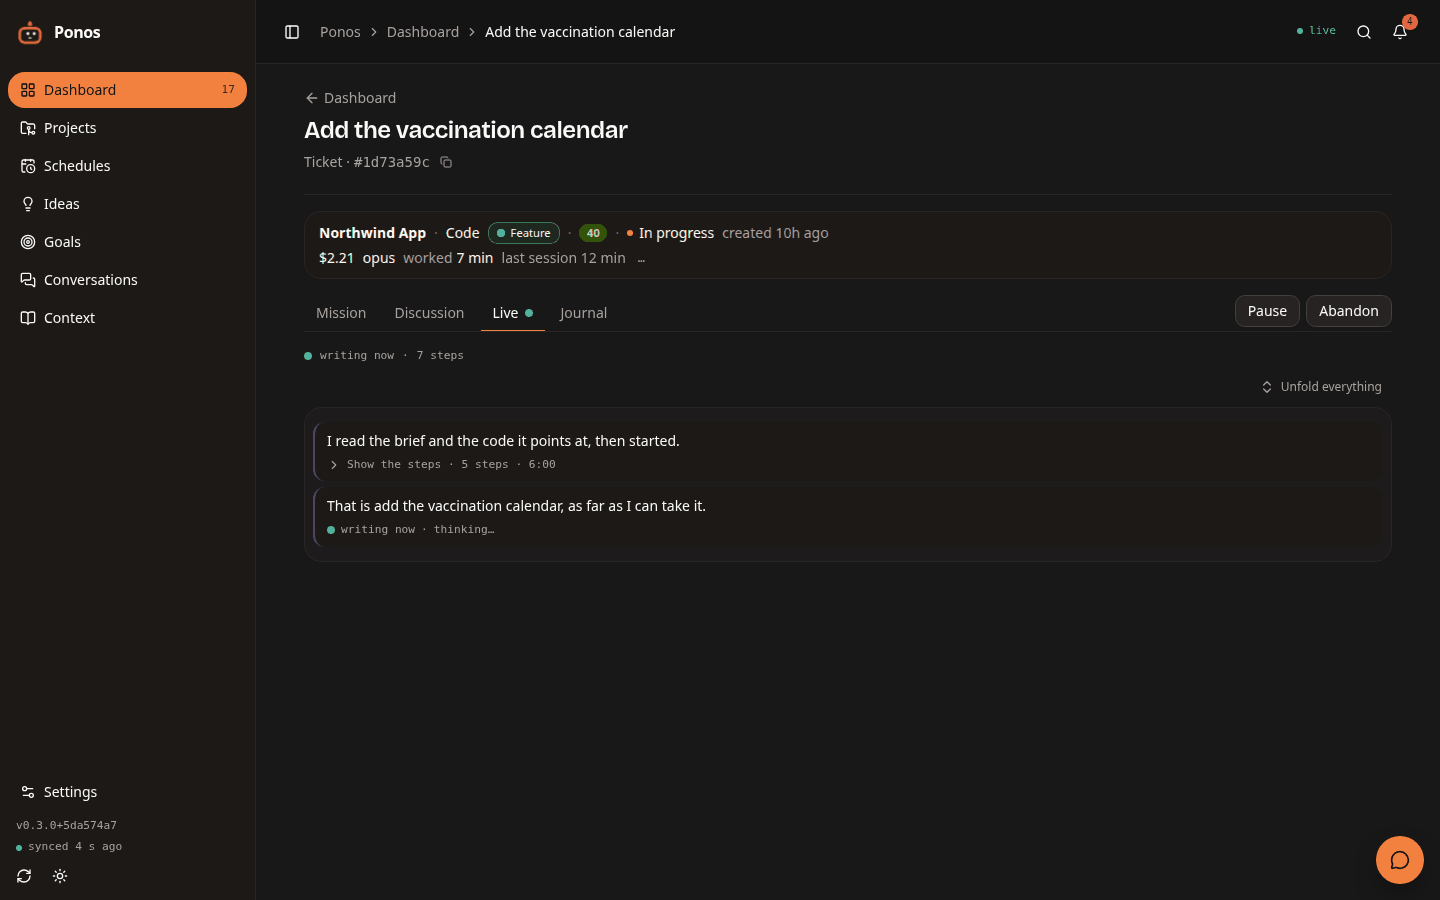 Ponos
Dashboard 17
Projects
Schedules
Ideas
Goals
Conversations
Context
Settings
v0.3.0+5da574a7
synced 4 s ago
Ponos > Dashboard > Add the vaccination calendar
live
4
← Dashboard
Add the vaccination calendar
Ticket · #1d73a59c
Northwind App · Code Feature · 40 · In progress created 10h ago
$2.21 opus worked 7 min last session 12 min …
Mission Discussion Live Journal
Pause Abandon
writing now · 7 steps
Unfold everything
I read the brief and the code it points at, then started.
Show the steps · 5 steps · 6:00
That is add the vaccination calendar, as far as I can take it.
writing now · thinking…